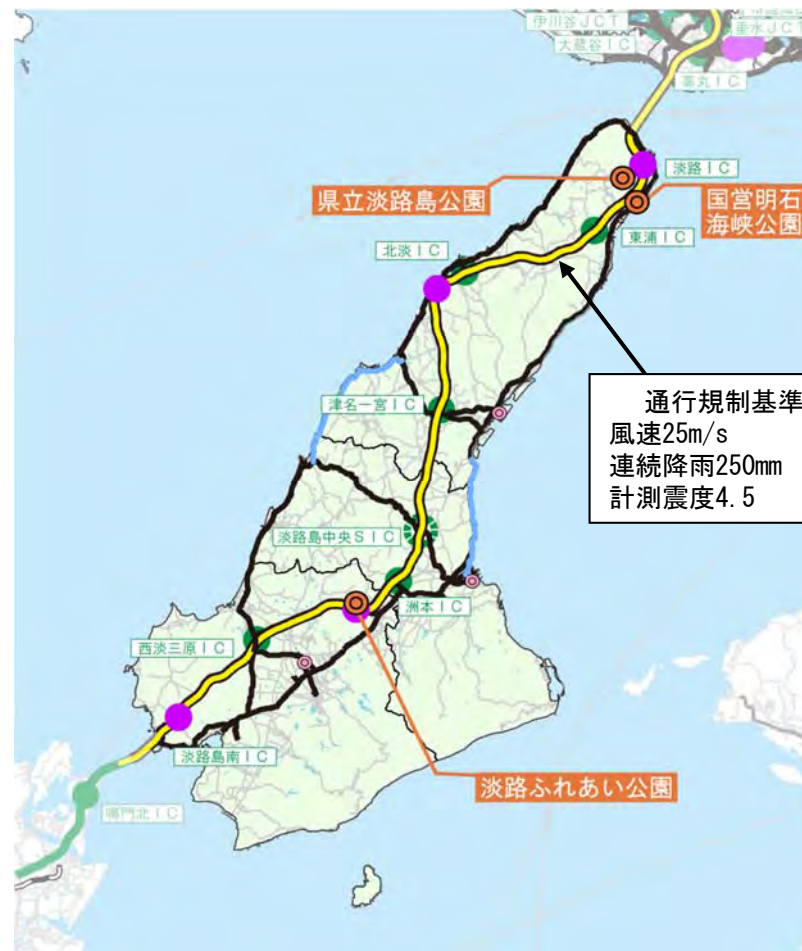 伊川谷JCT
垂水JCT
大蔵谷IC
高丸IC
淡路IC
県立淡路島公園
国営明石
海峡公園
東浦IC
北淡IC
通行規制基準
風速25m/s
連続降雨250mm
計測震度4.5
津名一宮IC
淡路島中央SIC
洲本IC
西淡三原IC
淡路島南IC
淡路ふれあい公園
鳴門北IC